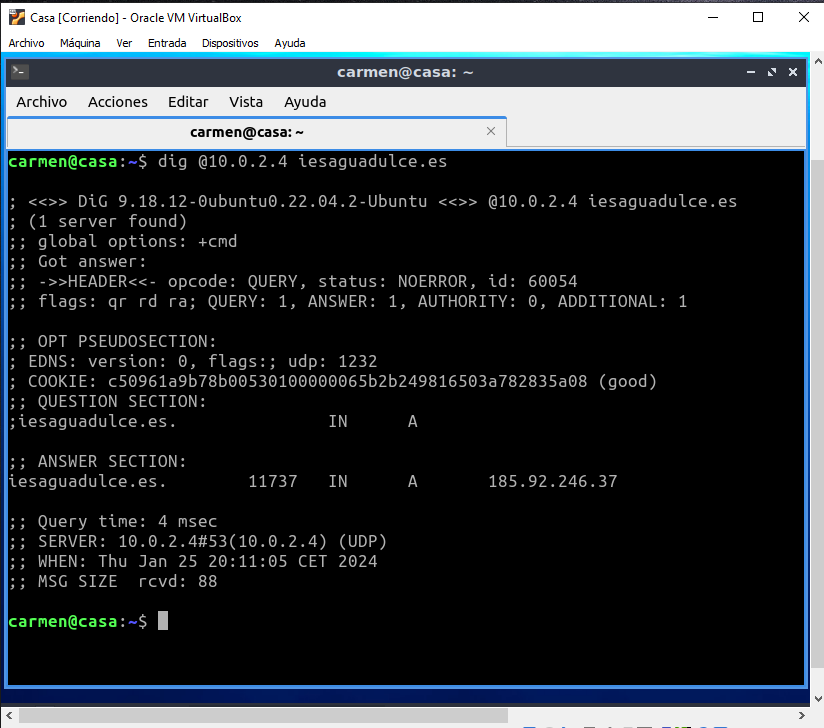 Casa [Corriendo] - Oracle VM VirtualBox
Archivo Máquina Ver Entrada Dispositivos Ayuda
carmen@casa: ~
Archivo Acciones Editar Vista Ayuda
carmen@casa: ~
carmen@casa:~$ dig @10.0.2.4 iesaguadulce.es
; <<>> DiG 9.18.12-0ubuntu0.22.04.2-Ubuntu <<>> @10.0.2.4 iesaguadulce.es
; (1 server found)
;; global options: +cmd
;; Got answer:
;; ->>HEADER<<- opcode: QUERY, status: NOERROR, id: 60054
;; flags: qr rd ra; QUERY: 1, ANSWER: 1, AUTHORITY: 0, ADDITIONAL: 1
;; OPT PSEUDOSECTION:
; EDNS: version: 0, flags:; udp: 1232
; COOKIE: c50961a9b78b00530100000065b2b249816503a782835a08 (good)
;; QUESTION SECTION:
;iesaguadulce.es. IN A
;; ANSWER SECTION:
iesaguadulce.es. 11737 IN A 185.92.246.37
;; Query time: 4 msec
;; SERVER: 10.0.2.4#53(10.0.2.4) (UDP)
;; WHEN: Thu Jan 25 20:11:05 CET 2024
;; MSG SIZE rcvd: 88
carmen@casa:~$